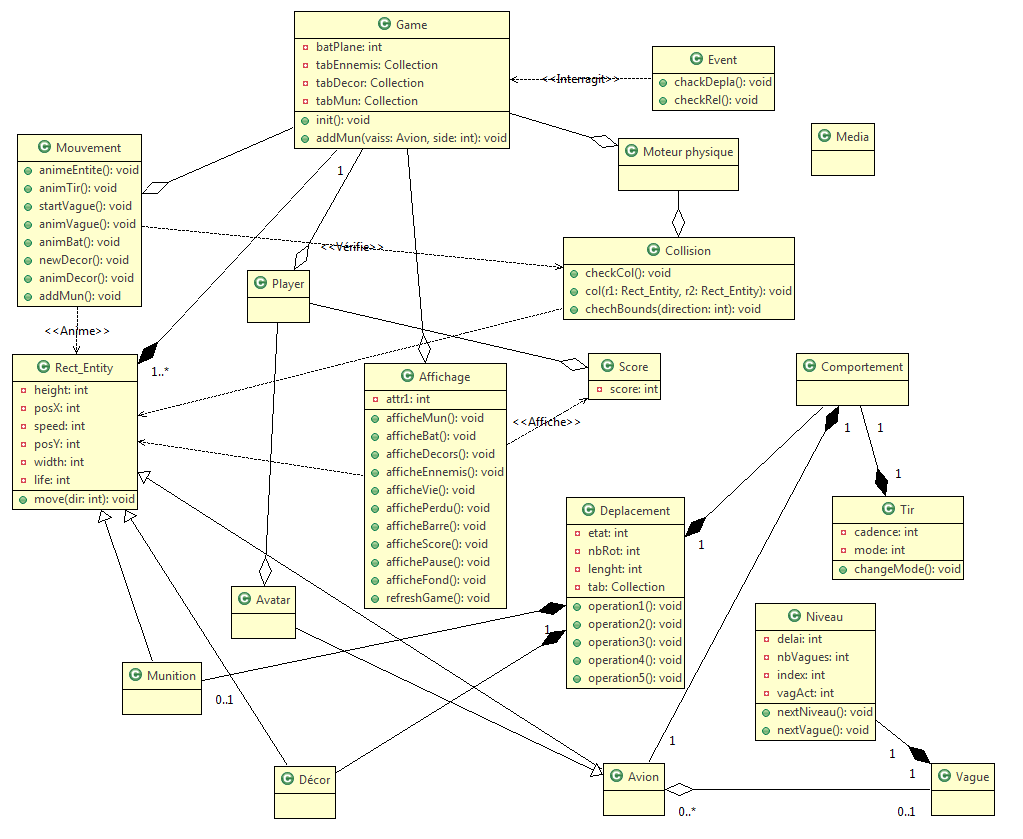 Game
batPlane: int
tabEnnemis: Collection
tabDecor: Collection
tabMun: Collection
init(): void
addMun(vaiss: Avion, side: int): void
<<Interragit>>
Event
chackDepla(): void
checkRel(): void
Media
Moteur physique
Mouvement
animeEntite(): void
animTir(): void
startVague(): void
animVague(): void
animBat(): void
newDecor(): void
animDecor(): void
addMun(): void
1
<<Vérifie>>
Collision
checkCol(): void
col(r1: Rect_Entity, r2: Rect_Entity): void
chechBounds(direction: int): void
Player
<<Anime>>
1..*
Rect_Entity
height: int
posX: int
speed: int
posY: int
width: int
life: int
move(dir: int): void
Affichage
attr1: int
afficheMun(): void
afficheBat(): void
afficheDecors(): void
afficheEnnemis(): void
afficheVie(): void
affichePerdu(): void
afficheBarre(): void
afficheScore(): void
affichePause(): void
afficheFond(): void
refreshGame(): void
Score
score: int
<<Affiche>>
Comportement
1
1
1
1
Tir
cadence: int
mode: int
changeMode(): void
Deplacement
etat: int
nbRot: int
lenght: int
tab: Collection
operation1(): void
operation2(): void
operation3(): void
operation4(): void
operation5(): void
1
Avatar
Munition
0..1
Niveau
delai: int
nbVagues: int
index: int
vagAct: int
nextNiveau(): void
nextVague(): void
1
1
1
Décor
Avion
0..*
0..1
Vague